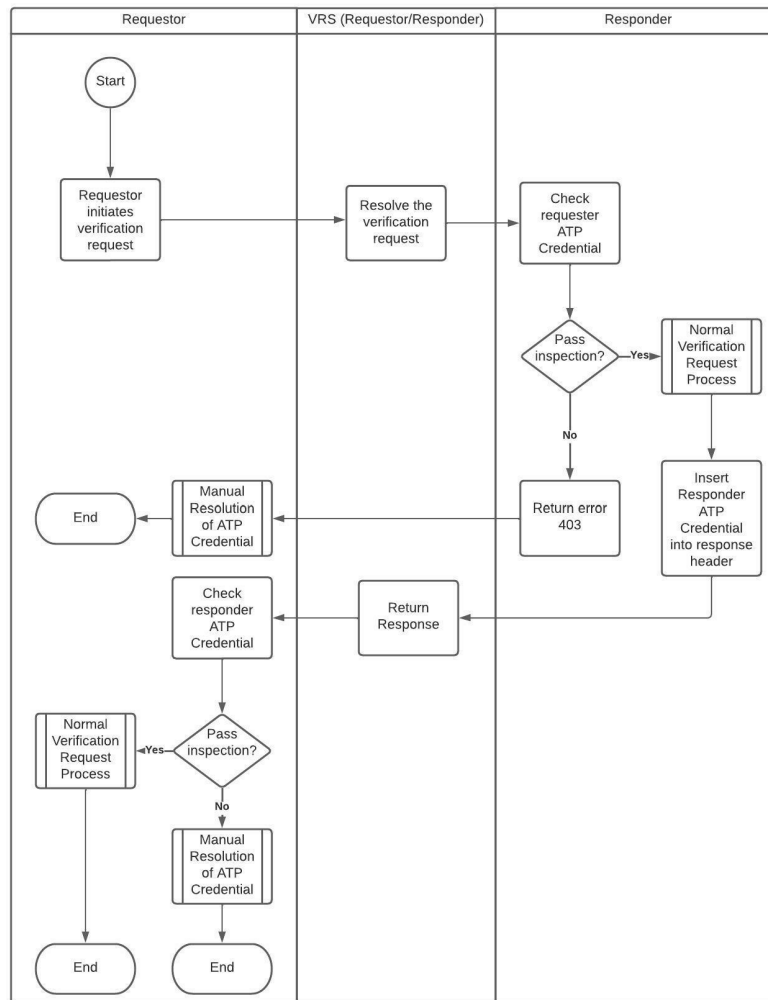 Requestor
VRS (Requestor/Responder)
Responder
Start
Requestor
initiates
verification
request
Resolve the
verification
request
Check
requester
ATP
Credential
Pass
inspection?
Yes
Normal
Verification
Request
Process
No
Insert
Responder
ATP
Credential
into response
header
Return error
403
Manual
Resolution
of ATP
Credential
End
Return
Response
Check
responder
ATP
Credential
Pass
inspection?
Yes
Normal
Verification
Request
Process
No
Manual
Resolution
of ATP
Credential
End
End